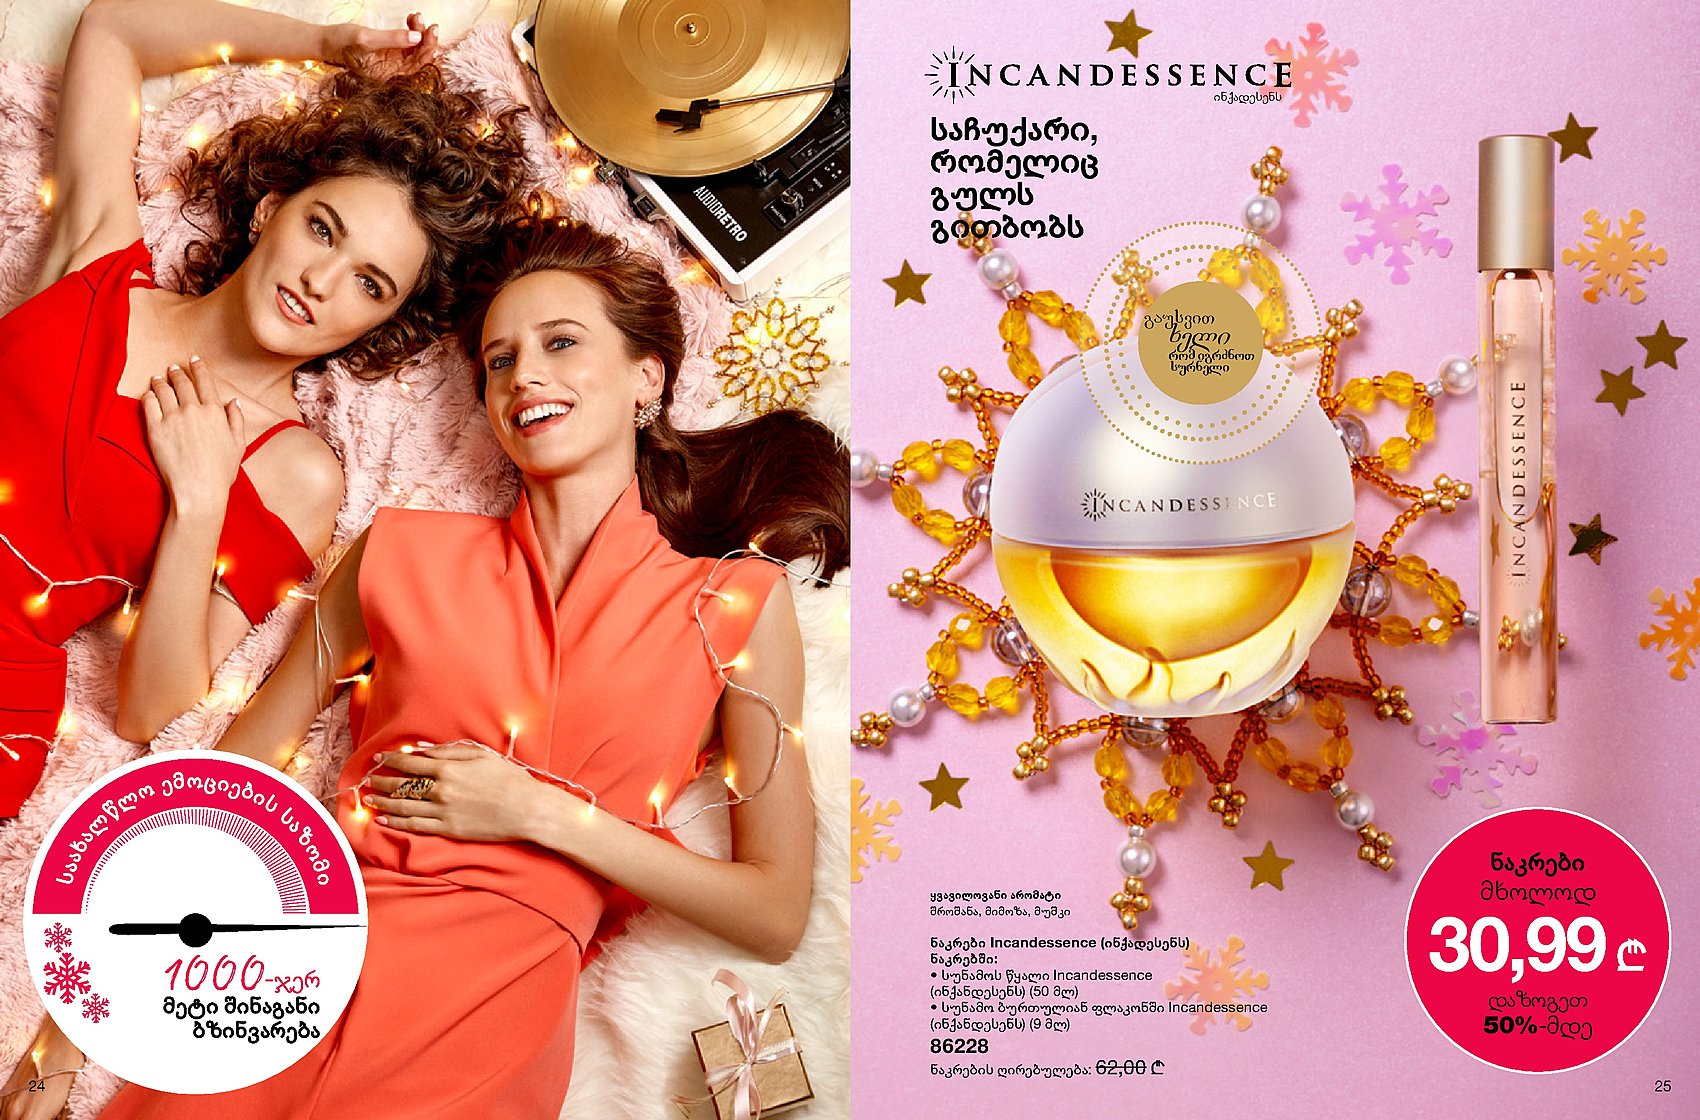 AUDIORETRO
საახალწლო ემოციების საზომი
1000-ჯერ
მეტი შინაგანი
ბზინვარება
24
INCANDESSENCE
ინქადესენს
საჩუქარი,
რომელიც
გულს
გითბობს
გაუსვით
ხელი
რომ იგრძნოთ
სურნელი
INCANDESSENCE
INCANDESSENCE
ყვავილოვანი არომატი
შროშანა, მიმოზა, მუშკი
ნაკრები Incandessence (ინქადესენს)
ნაკრებში:
• სუნამოს წყალი Incandessence
(ინქანდესენს) (50 მლ)
• სუნამო ბურთულიან ფლაკონში Incandessence
(ინქანდესენს) (9 მლ)
86228
ნაკრების ღირებულება: 62,00 ₾
ნაკრები
მხოლოდ
30,99 ₾
დაზოგეთ
50%-მდე
25